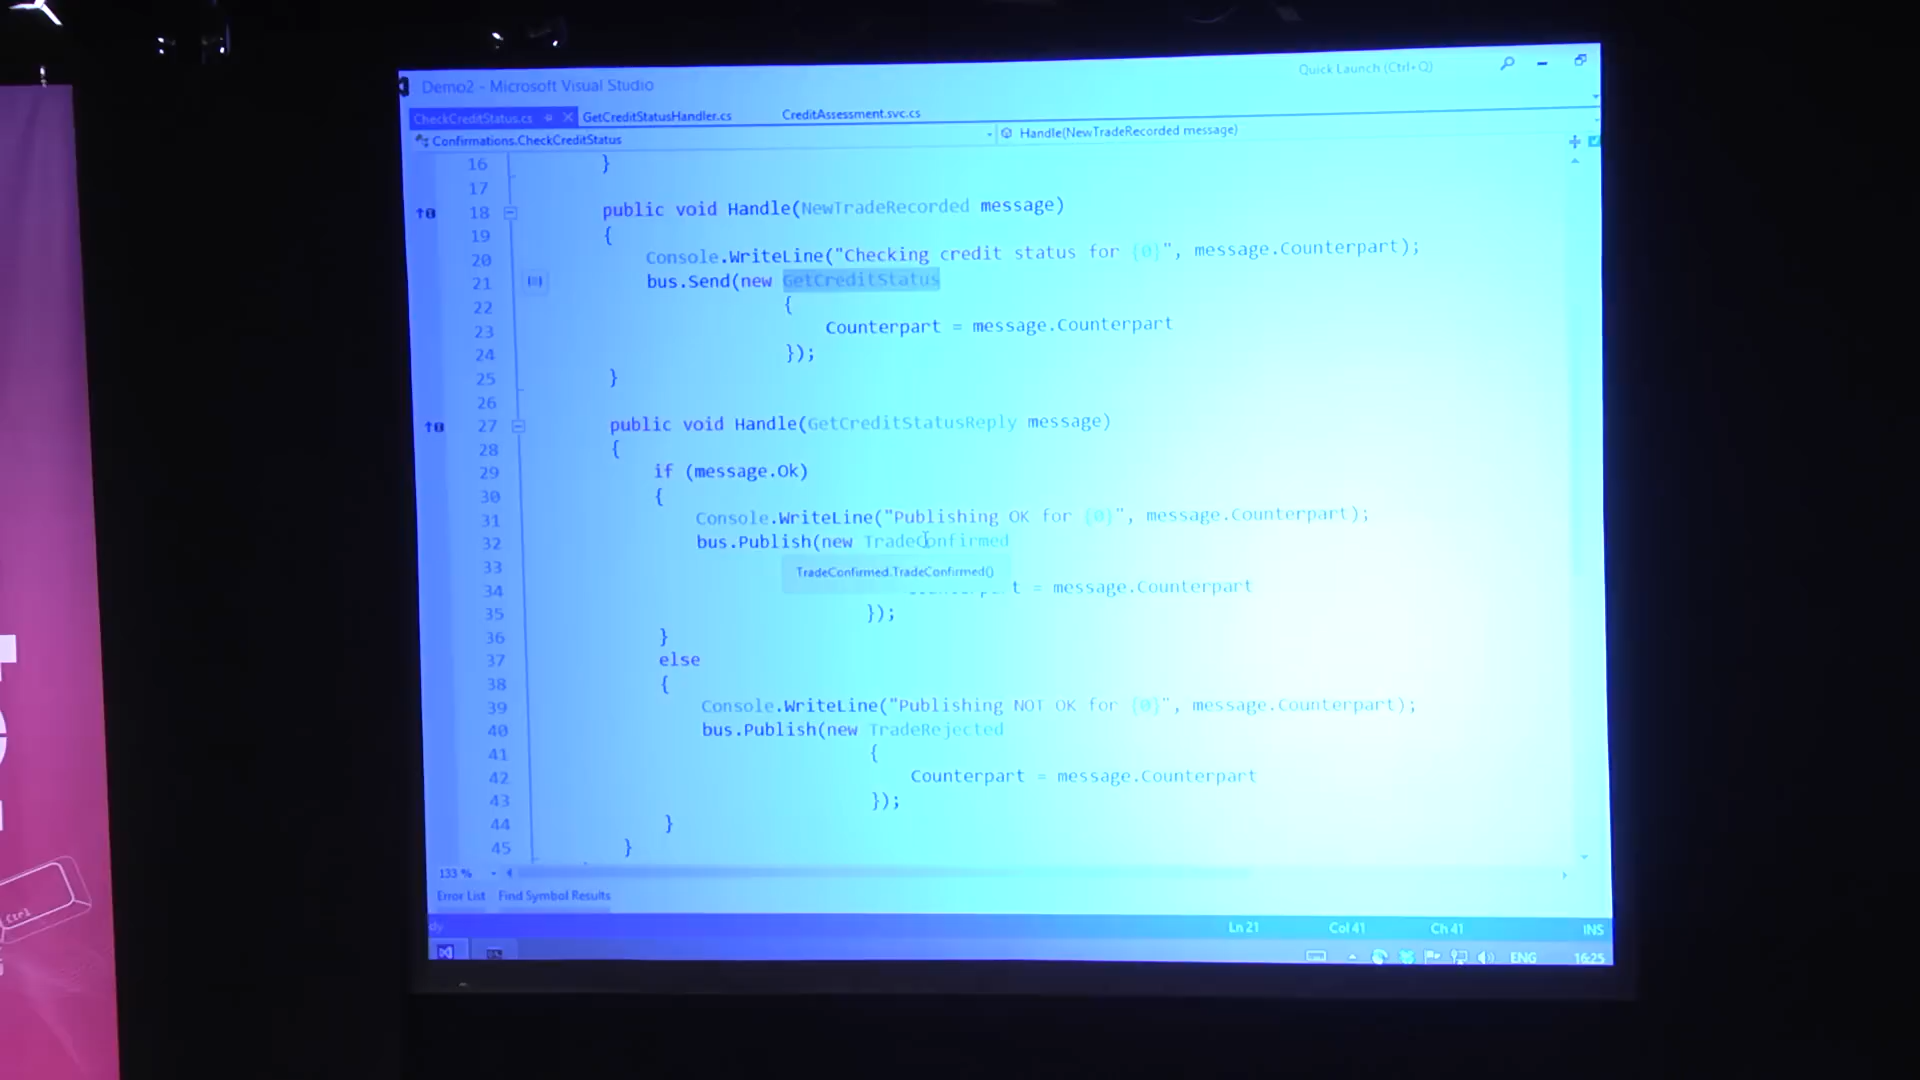 Demo2 - Microsoft Visual Studio
Quick Launch (Ctrl+Q)
CheckCreditStatus.cs GetCreditStatusHandler.cs CreditAssessment.svc.cs
Confirmations.CheckCreditStatus Handle(NewTradeRecorded message)
16 }
17
18 public void Handle(NewTradeRecorded message)
19 {
20 Console.WriteLine("Checking credit status for {0}", message.Counterpart);
21 bus.Send(new GetCreditStatus
22 {
23 Counterpart = message.Counterpart
24 });
25 }
26
27 public void Handle(GetCreditStatusReply message)
28 {
29 if (message.Ok)
30 {
31 Console.WriteLine("Publishing OK for {0}", message.Counterpart);
32 bus.Publish(new TradeConfirmed
33 TradeConfirmed.TradeConfirmed()
34 t = message.Counterpart
35 });
36 }
37 else
38 {
39 Console.WriteLine("Publishing NOT OK for {0}", message.Counterpart);
40 bus.Publish(new TradeRejected
41 {
42 Counterpart = message.Counterpart
43 });
44 }
45 }
133 %
Error List Find Symbol Results
Ln 21 Col 41 Ch 41 INS
ENG 16:25
Ctrl